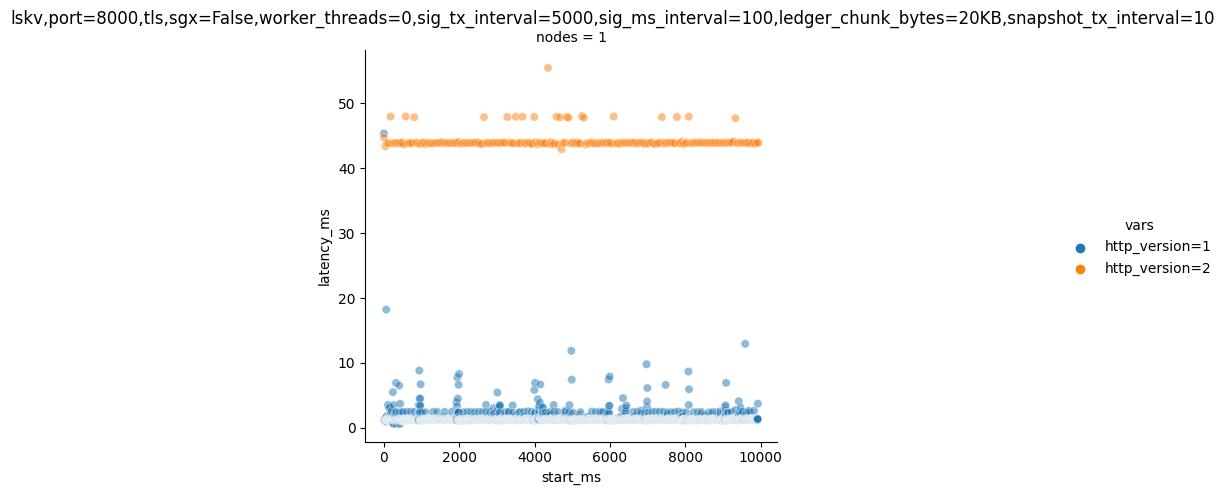 lskv,port=8000,tls,sgx=False,worker_threads=0,sig_tx_interval=5000,sig_ms_interval=100,ledger_chunk_bytes=20KB,snapshot_tx_interval=10
nodes = 1
50
40
30
20
10
0
latency_ms
0 2000 4000 6000 8000 10000
start_ms
vars
http_version=1
http_version=2